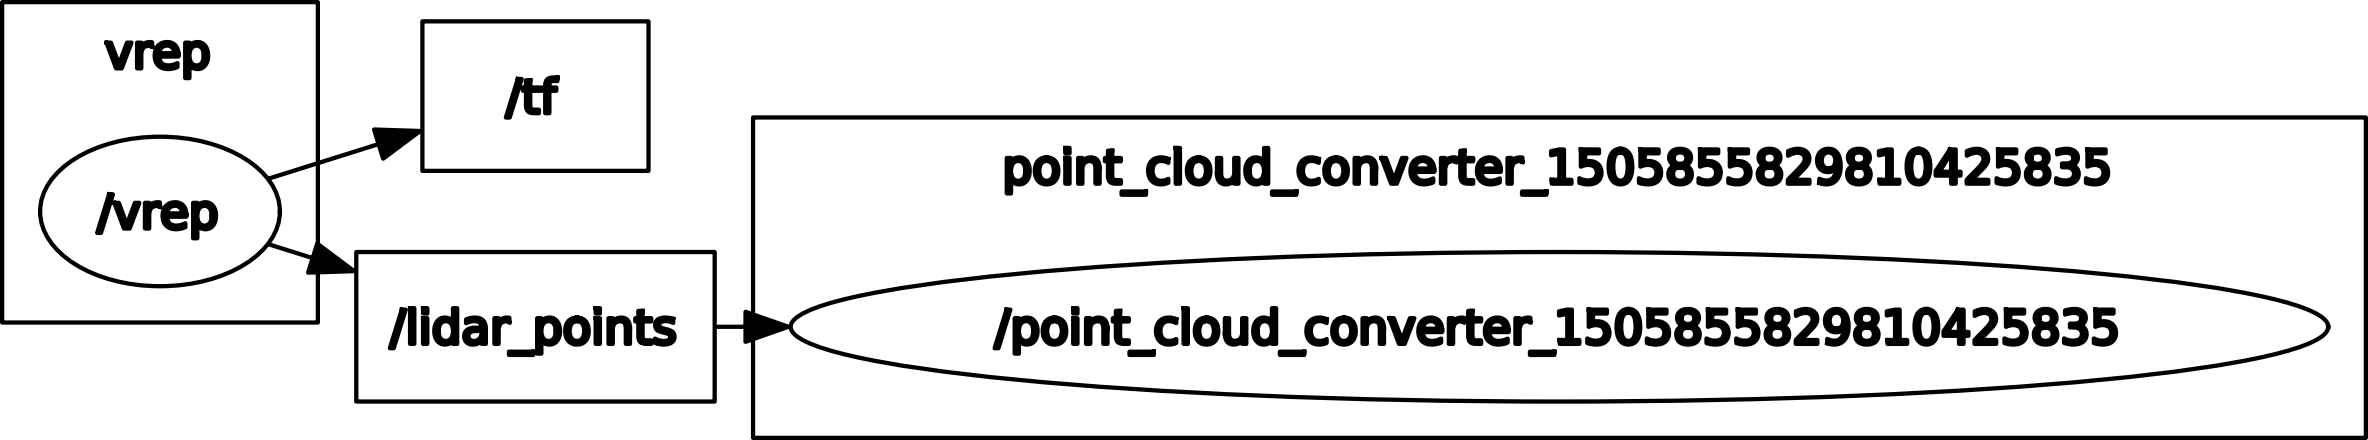 vrep
/tf
/vrep
point_cloud_converter_1505855829810425835
/lidar_points
/point_cloud_converter_1505855829810425835